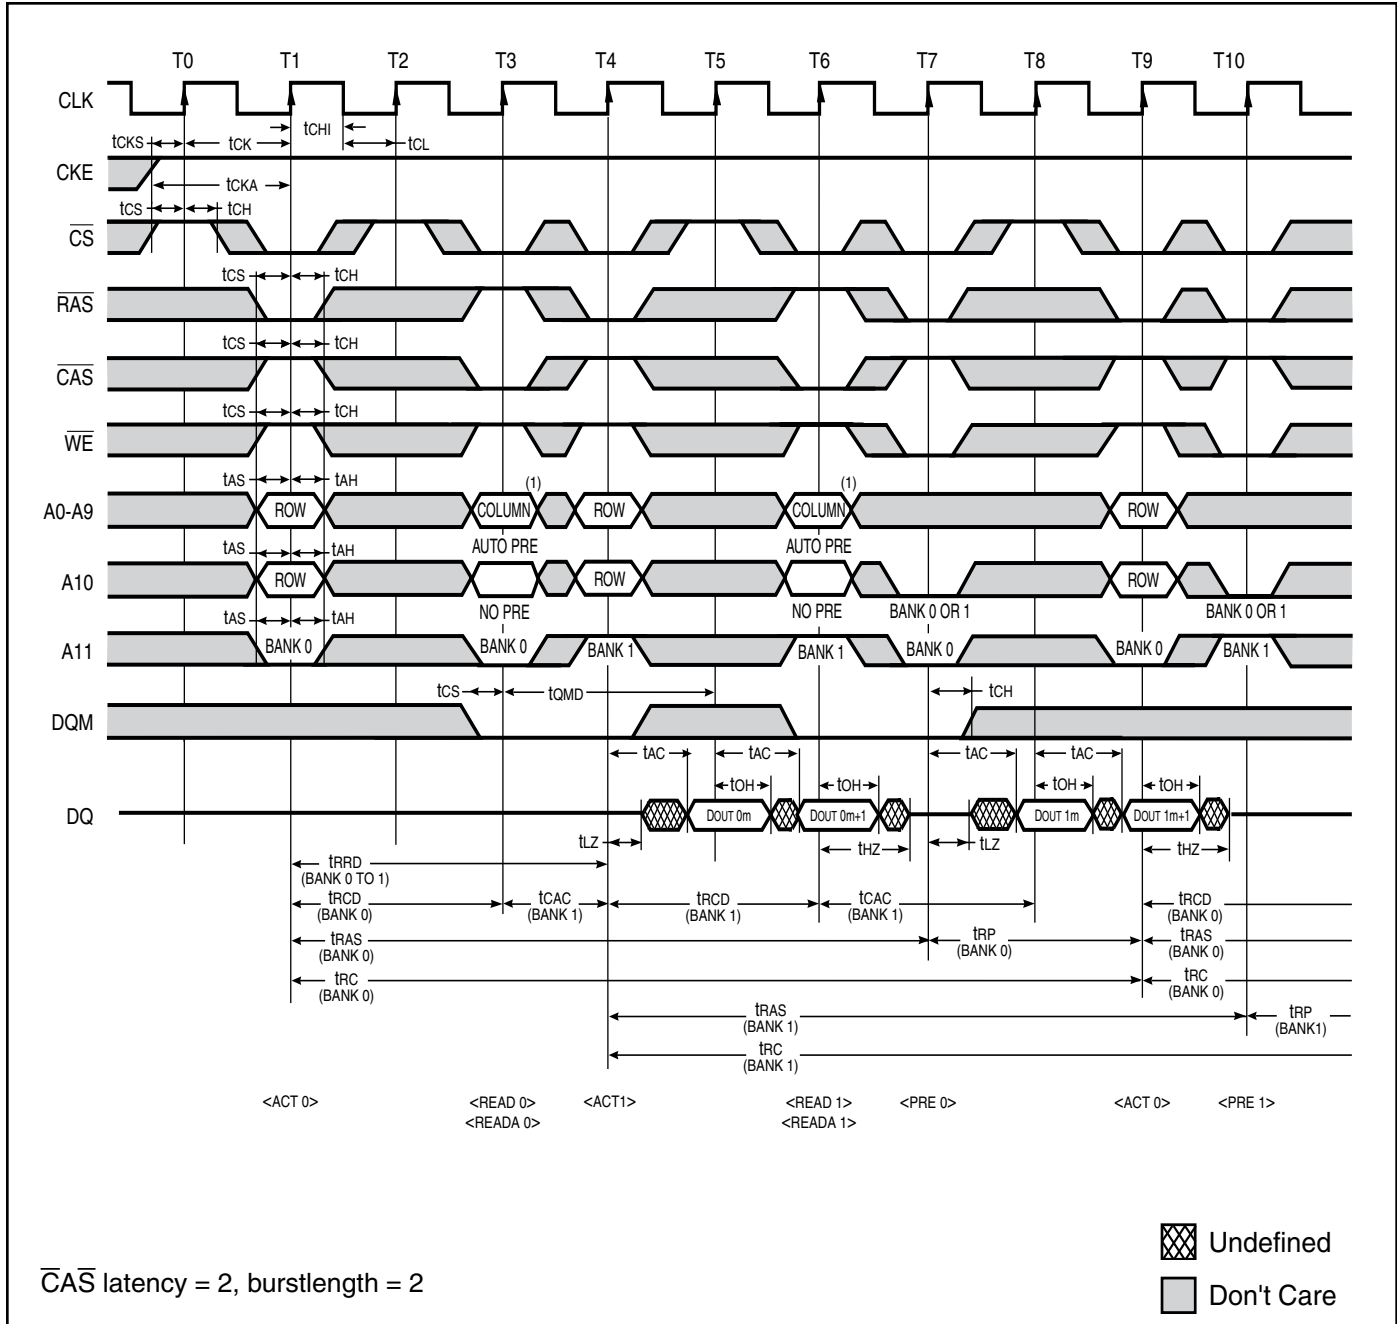 T0 T1 T2 T3 T4 T5 T6 T7 T8 T9 T10
CLK
tCHI
tCKS tCK tCL
CKE
tCKA
tCS tCH
CS
tCS tCH
RAS
tCS tCH
CAS
tCS tCH
WE
tAS tAH
(1) (1)
A0-A9 ROW COLUMN ROW COLUMN ROW
tAS tAH AUTO PRE AUTO PRE
A10 ROW ROW ROW
tAS tAH NO PRE NO PRE BANK 0 OR 1 BANK 0 OR 1
A11 BANK 0 BANK 0 BANK 1 BANK 1 BANK 0 BANK 0 BANK 1
tCS tQMD tCH
DQM
tAC tAC tAC tAC
tOH tOH tOH tOH
DQ DOUT 0m DOUT 0m+1 DOUT 1m DOUT 1m+1
tLZ tHZ tLZ tHZ
tRRD
(BANK 0 TO 1)
tRCD tCAC tRCD tCAC tRCD
(BANK 0) (BANK 1) (BANK 1) (BANK 1) (BANK 0)
tRAS tRP tRAS
(BANK 0) (BANK 0) (BANK 0)
tRC tRC
(BANK 0) (BANK 0)
tRAS tRP
(BANK 1) (BANK1)
tRC
(BANK 1)
<ACT 0> <READ 0> <ACT1> <READ 1> <PRE 0> <ACT 0> <PRE 1>
<READA 0> <READA 1>
Undefined
CAS latency = 2, burstlength = 2
Don't Care